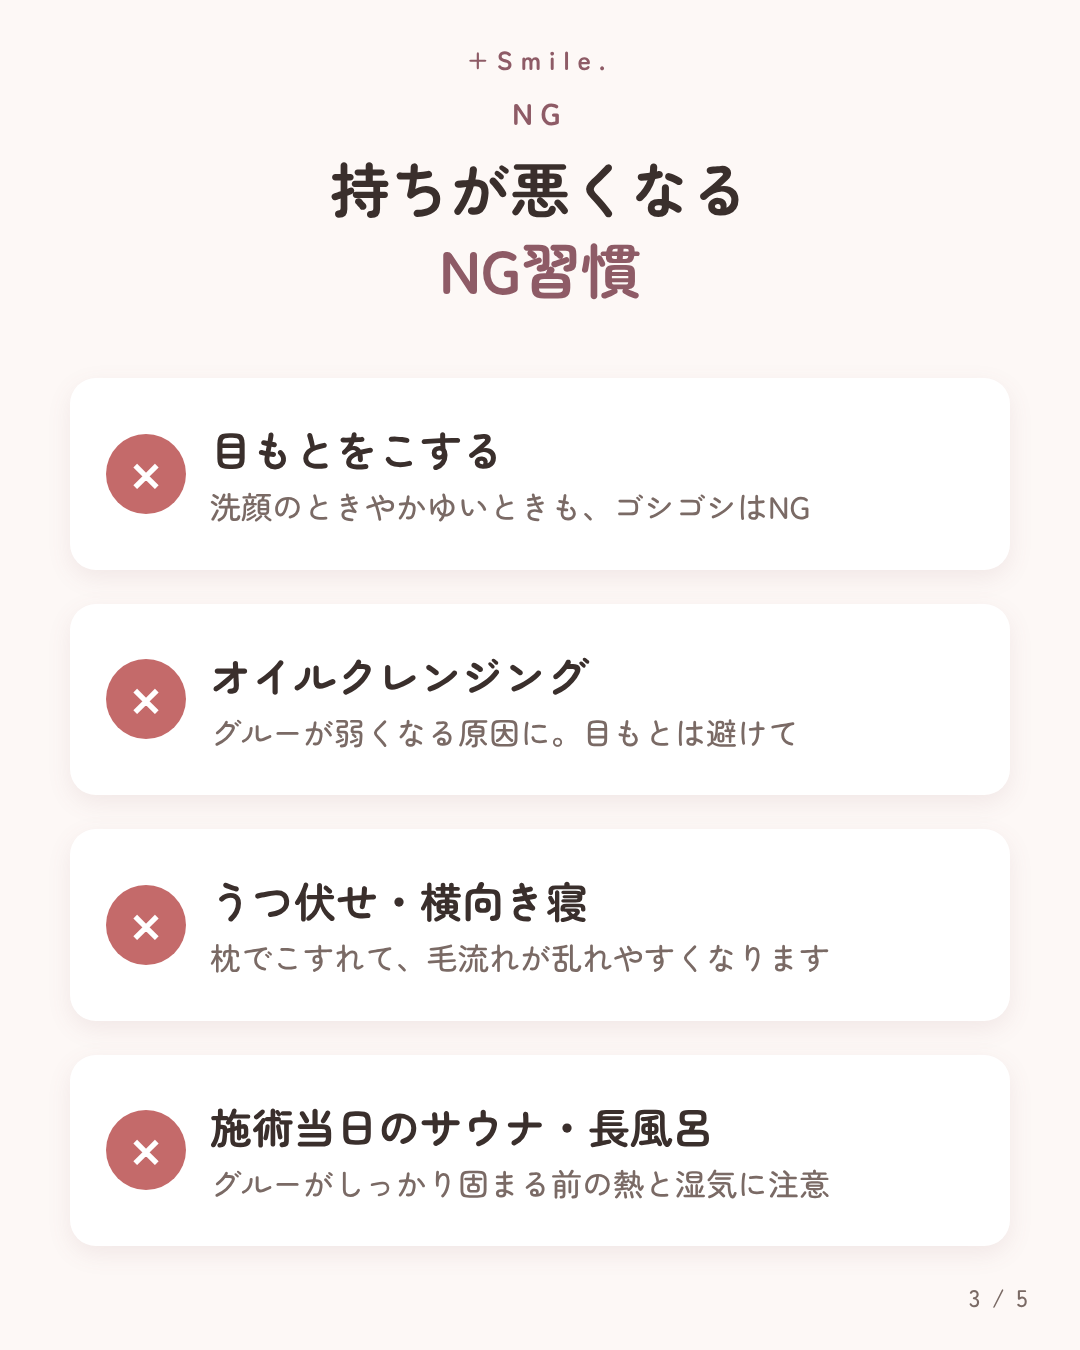 +Smile.
NG
持ちが悪くなる
NG習慣
×
目もとをこする
洗顔のときやかゆいときも、ゴシゴシはNG
×
オイルクレンジング
グルーが弱くなる原因に。目もとは避けて
×
うつ伏せ・横向き寝
枕でこすれて、毛流れが乱れやすくなります
×
施術当日のサウナ・長風呂
グルーがしっかり固まる前の熱と湿気に注意
3 / 5